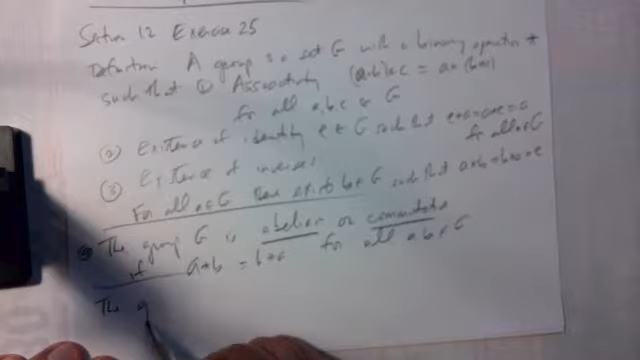 Section 12 Exercise 25
Definition A group is a set G with a binary operation *
such that ① Associativity (a*b)*c = a*(b*c)
for all a,b,c ∈ G
② Existence of identity e ∈ G such that e*a=a*e=a
for all a∈G
③ Existence of inverses
For all a∈G there exists b∈G such that a*b=b*a=e
The group G is abelian or commutative
if a*b = b*a for all a,b∈G
The g